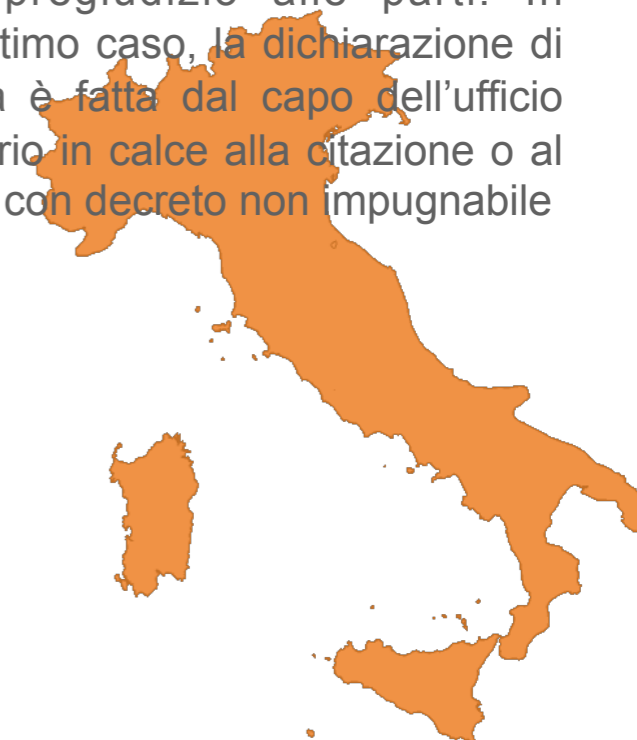 pregiudizio alle parti. In
timo caso, la dichiarazione di
a è fatta dal capo dell’ufficio
rio in calce alla citazione o al
con decreto non impugnabile